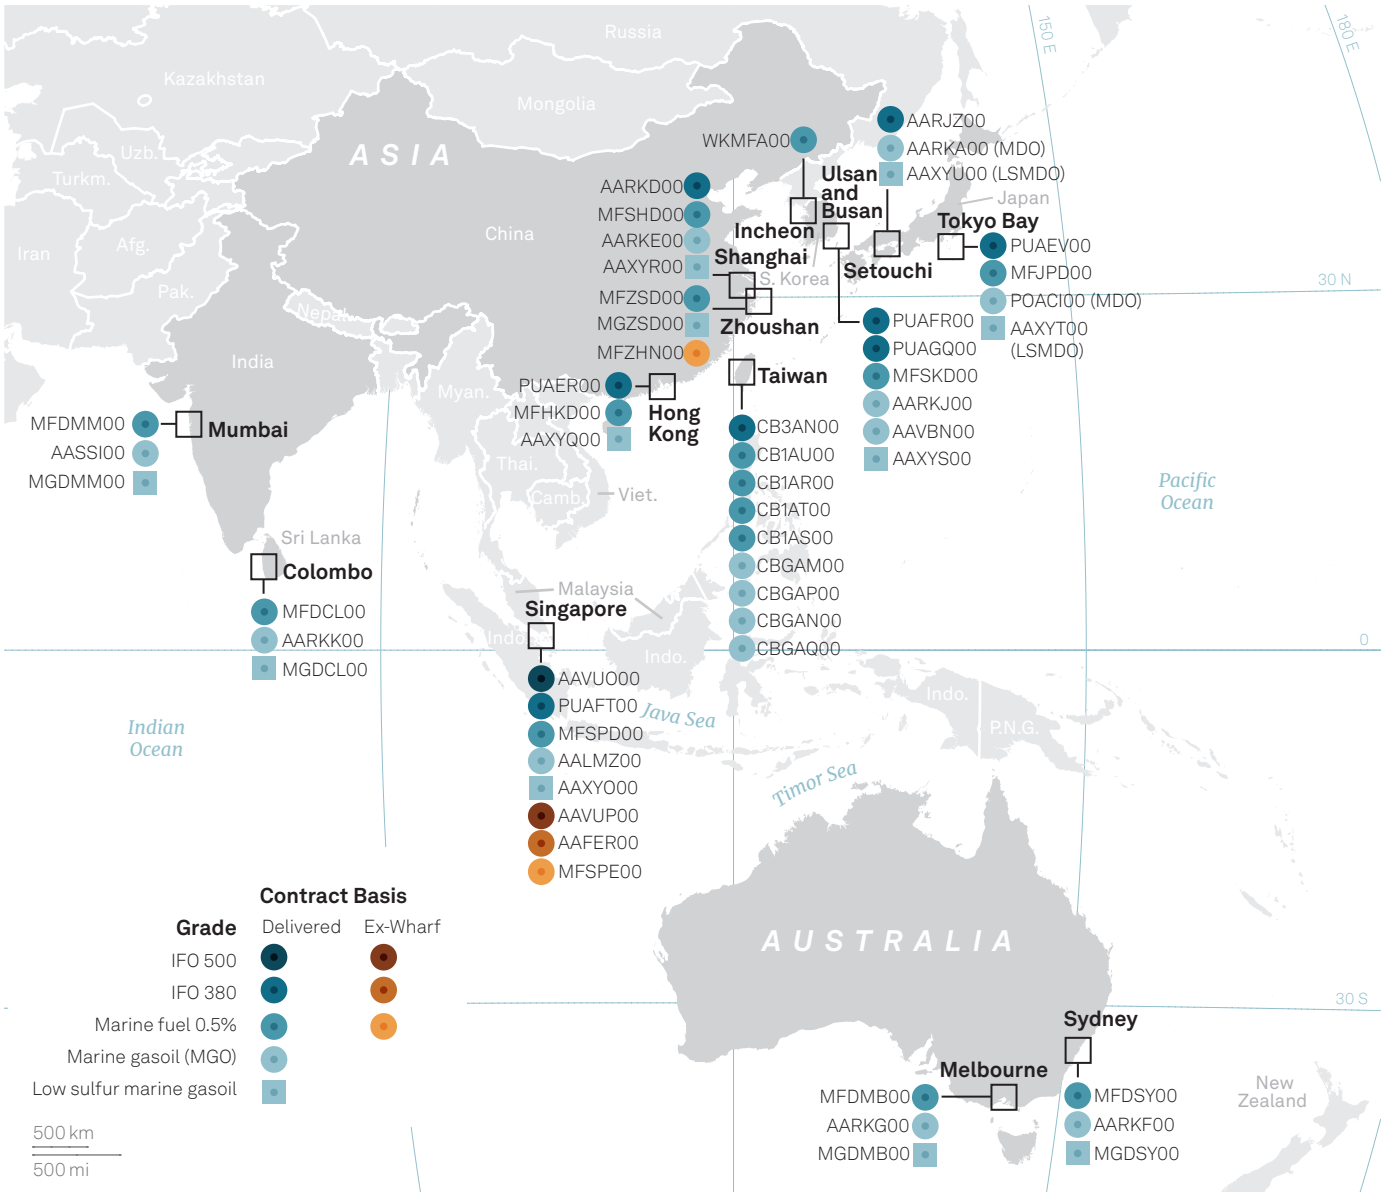 Russia
150 E
180 E
Kazakhstan
Mongolia
ASIA
Uzb.
Turkm.
Iran
Afg.
Pak.
Nepal
India
China
Myan.
Thai.
Camb.
Viet.
Japan
S. Korea
30 N
WKMFA00
Incheon
AARJZ00
AARKA00 (MDO)
AAXYU00 (LSMDO)
Setouchi
Ulsan
and
Busan
PUAFR00
PUAGQ00
MFSKD00
AARKJ00
AAVBN00
AAXYS00
Tokyo Bay
PUAEV00
MFJPD00
POACI00 (MDO)
AAXYT00
(LSMDO)
AARKD00
MFSHD00
AARKE00
AAXYR00
Shanghai
MFZSD00
MGZSD00
MFZHN00
Zhoushan
PUAER00
MFHKD00
AAXYQ00
Hong
Kong
Taiwan
CB3AN00
CB1AU00
CB1AR00
CB1AT00
CB1AS00
CBGAM00
CBGAP00
CBGAN00
CBGAQ00
MFDMM00
AASSI00
MGDMM00
Mumbai
Sri Lanka
Colombo
MFDCL00
AARKK00
MGDCL00
Malaysia
Singapore
Indo.
Indo.
AAVUO00
PUAFT00
MFSPD00
AALMZ00
AAXYO00
AAVUP00
AAFER00
MFSPE00
Java Sea
Timor Sea
Indo.
P.N.G.
Pacific
Ocean
0
Indian
Ocean
AUSTRALIA
30 S
Sydney
MFDSY00
AARKF00
MGDSY00
Melbourne
MFDMB00
AARKG00
MGDMB00
New
Zealand
Contract Basis
Grade Delivered Ex-Wharf
IFO 500
IFO 380
Marine fuel 0.5%
Marine gasoil (MGO)
Low sulfur marine gasoil
500 km
500 mi